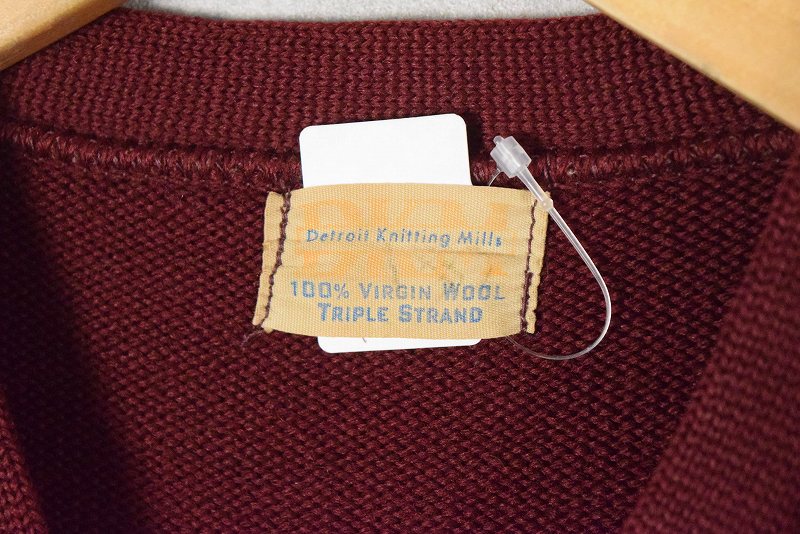 Detroit Knitting Mills
100% VIRGIN WOOL
TRIPLE STRAND